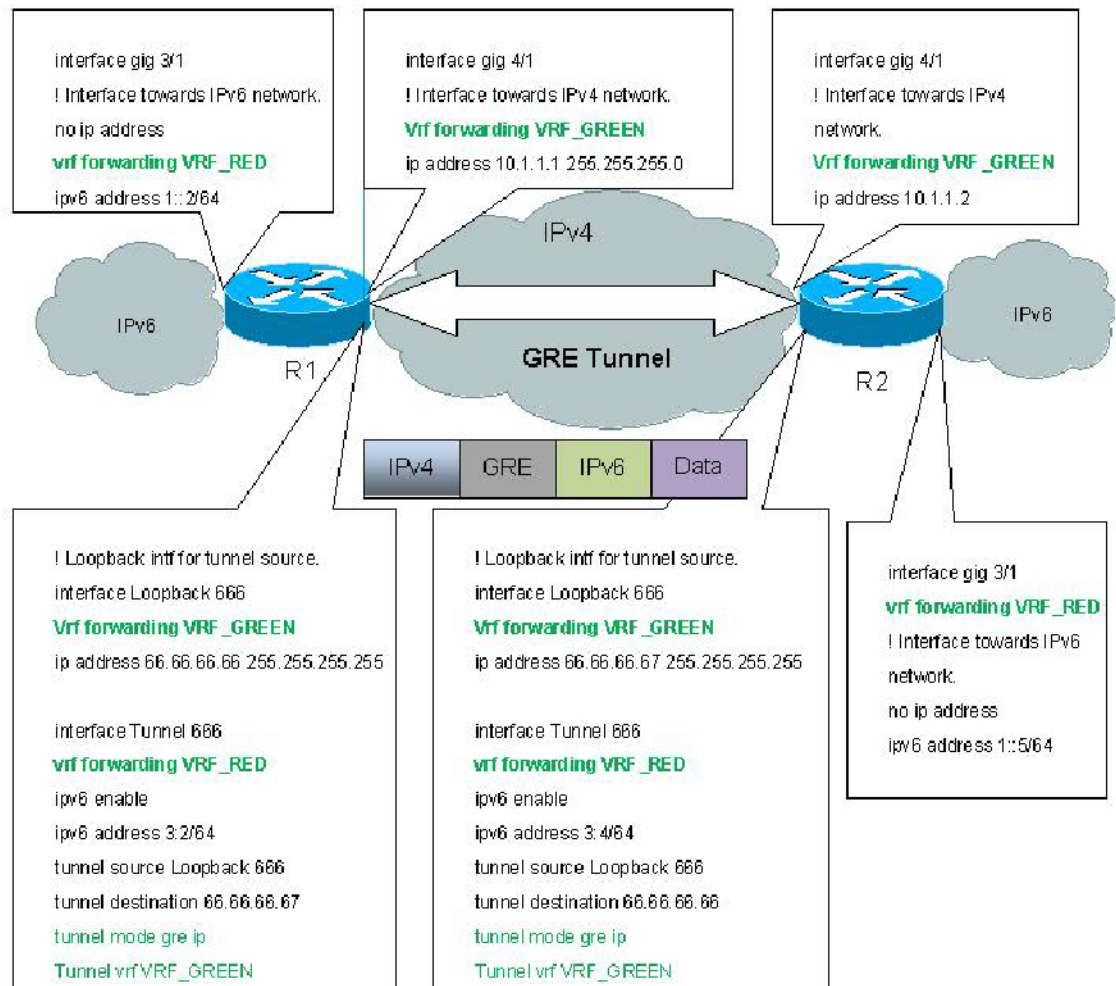 interface gig 3/1
! Interface towards IPv6 network.
no ip address
vrf forwarding VRF_RED
ipv6 address 1::2/64
interface gig 4/1
! Interface towards IPv4 network.
Vrf forwarding VRF_GREEN
ip address 10.1.1.1 255.255.255.0
interface gig 4/1
! Interface towards IPv4
network.
Vrf forwarding VRF_GREEN
ip address 10.1.1.2
IPv6
R1
IPv4
GRE Tunnel
R2
IPv6
IPv4 GRE IPv6 Data
! Loopback intf for tunnel source.
interface Loopback 666
Vrf forwarding VRF_GREEN
ip address 66.66.66.66 255.255.255.255
interface Tunnel 666
vrf forwarding VRF_RED
ipv6 enable
ipv6 address 3:2/64
tunnel source Loopback 666
tunnel destination 66.66.66.67
tunnel mode gre ip
Tunnel vrf VRF_GREEN
! Loopback intf for tunnel source.
interface Loopback 666
Vrf forwarding VRF_GREEN
ip address 66.66.66.67 255.255.255.255
interface Tunnel 666
vrf forwarding VRF_RED
ipv6 enable
ipv6 address 3:4/64
tunnel source Loopback 666
tunnel destination 66.66.66.66
tunnel mode gre ip
Tunnel vrf VRF_GREEN
interface gig 3/1
vrf forwarding VRF_RED
! Interface towards IPv6
network.
no ip address
ipv6 address 1::5/64